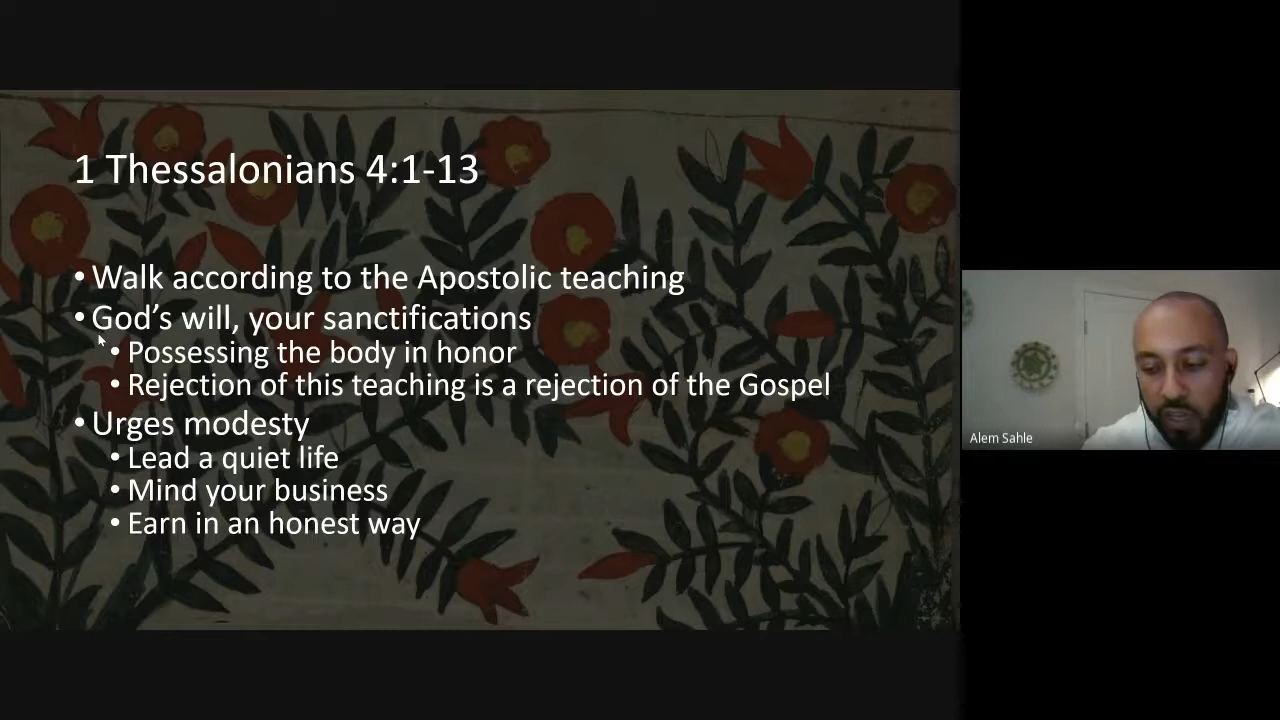 1 Thessalonians 4:1-13
• Walk according to the Apostolic teaching
• God’s will, your sanctifications
• Possessing the body in honor
• Rejection of this teaching is a rejection of the Gospel
• Urges modesty
• Lead a quiet life
• Mind your business
• Earn in an honest way
Alem Sahle